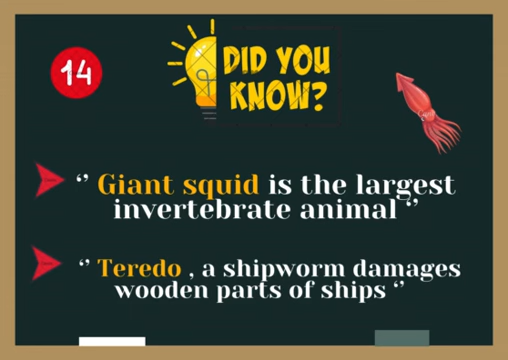 14
DID YOU
KNOW?
‘’ Giant squid is the largest
invertebrate animal ‘’
‘’ Teredo , a shipworm damages
wooden parts of ships ‘’